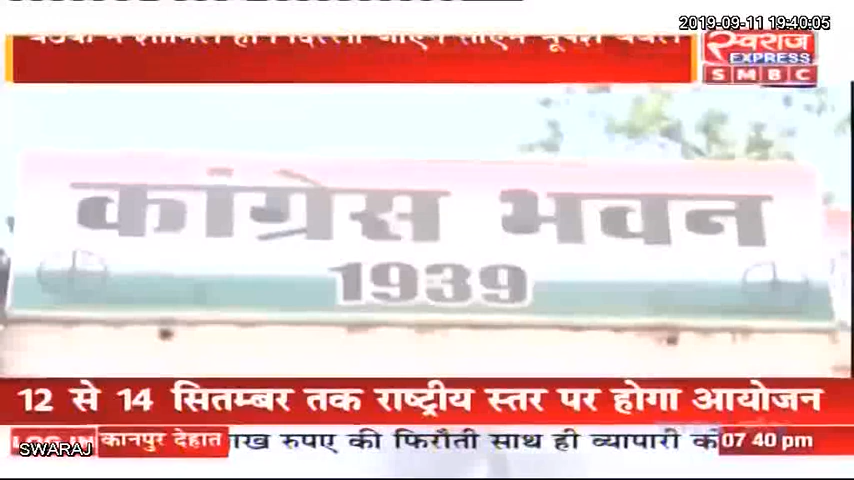 2019-09-11 19:40:05
स्वराज
EXPRESS
SMBC
कांग्रेस भवन
1939
12 से 14 सितम्बर तक राष्ट्रीय स्तर पर होगा आयोजन
कानपुर देहात
रुपए की फिरौती साथ ही व्यापारी
07 40 pm
SWARAJ